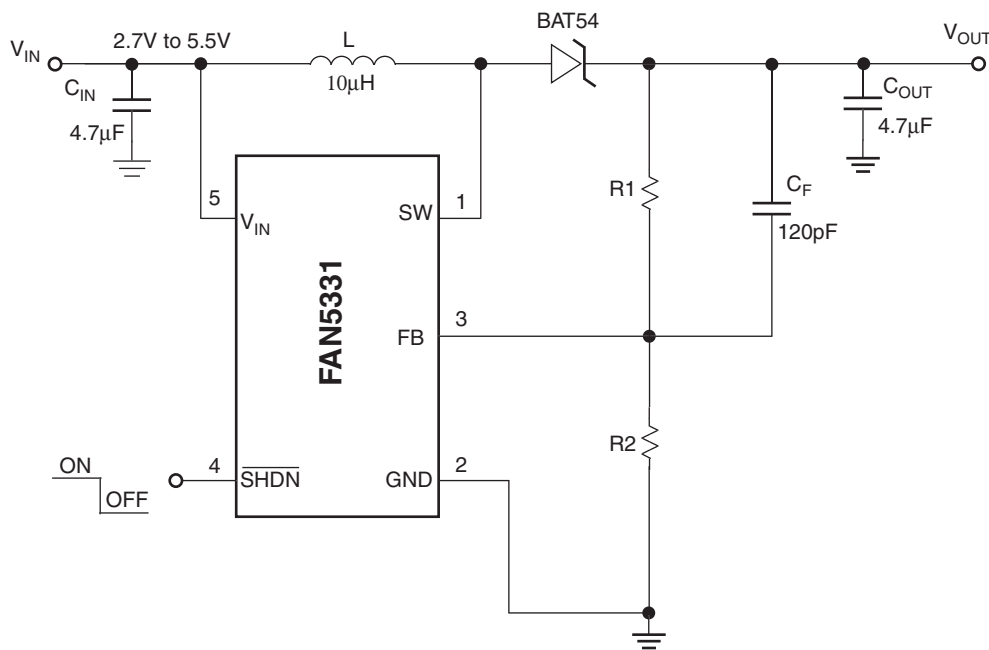 BAT54
V_IN
2.7V to 5.5V
L
V_OUT
10μH
C_IN
4.7μF
C_OUT
4.7μF
R1
C_F
120pF
5
V_IN
SW
1
FAN5331
FB
3
R2
ON
OFF
4
SHDN
GND
2